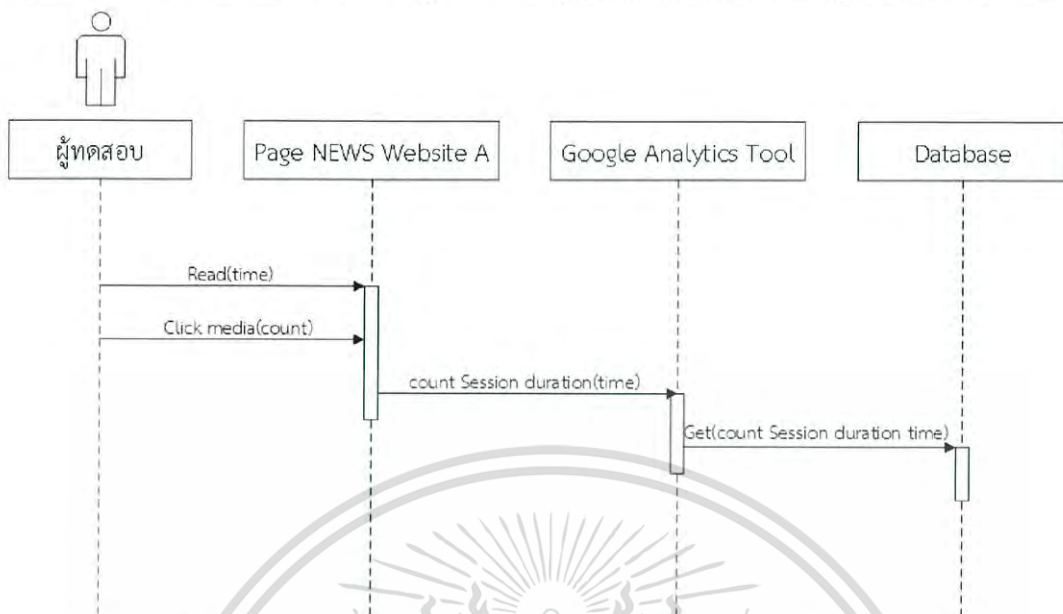 ผู้ทดสอบ
Page NEWS Website A
Google Analytics Tool
Database
Read(time)
Click media(count)
count Session duration(time)
Get(count Session duration time)